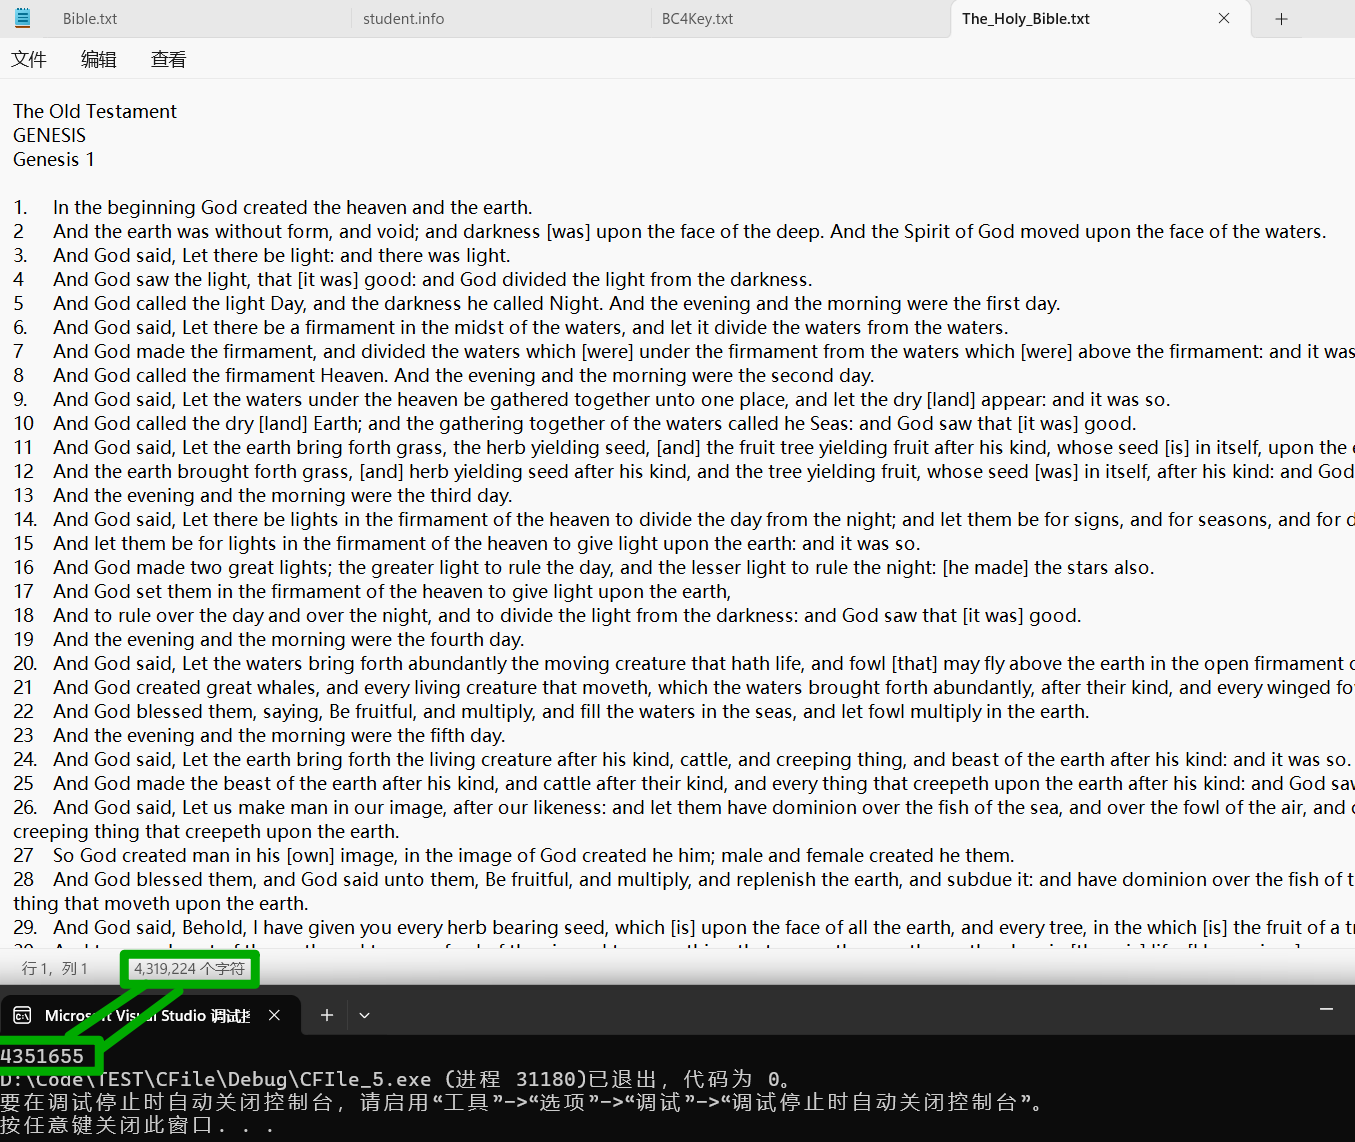 Bible.txt student.info BC4Key.txt The_Holy_Bible.txt
文件 编辑 查看
The Old Testament
GENESIS
Genesis 1
1. In the beginning God created the heaven and the earth.
2 And the earth was without form, and void; and darkness [was] upon the face of the deep. And the Spirit of God moved upon the face of the waters.
3. And God said, Let there be light: and there was light.
4 And God saw the light, that [it was] good: and God divided the light from the darkness.
5 And God called the light Day, and the darkness he called Night. And the evening and the morning were the first day.
6. And God said, Let there be a firmament in the midst of the waters, and let it divide the waters from the waters.
7 And God made the firmament, and divided the waters which [were] under the firmament from the waters which [were] above the firmament: and it was
8 And God called the firmament Heaven. And the evening and the morning were the second day.
9. And God said, Let the waters under the heaven be gathered together unto one place, and let the dry [land] appear: and it was so.
10 And God called the dry [land] Earth; and the gathering together of the waters called he Seas: and God saw that [it was] good.
11 And God said, Let the earth bring forth grass, the herb yielding seed, [and] the fruit tree yielding fruit after his kind, whose seed [is] in itself, upon the
12 And the earth brought forth grass, [and] herb yielding seed after his kind, and the tree yielding fruit, whose seed [was] in itself, after his kind: and God
13 And the evening and the morning were the third day.
14. And God said, Let there be lights in the firmament of the heaven to divide the day from the night; and let them be for signs, and for seasons, and for
15 And let them be for lights in the firmament of the heaven to give light upon the earth: and it was so.
16 And God made two great lights; the greater light to rule the day, and the lesser light to rule the night: [he made] the stars also.
17 And God set them in the firmament of the heaven to give light upon the earth,
18 And to rule over the day and over the night, and to divide the light from the darkness: and God saw that [it was] good.
19 And the evening and the morning were the fourth day.
20. And God said, Let the waters bring forth abundantly the moving creature that hath life, and fowl [that] may fly above the earth in the open firmament
21 And God created great whales, and every living creature that moveth, which the waters brought forth abundantly, after their kind, and every winged fo
22 And God blessed them, saying, Be fruitful, and multiply, and fill the waters in the seas, and let fowl multiply in the earth.
23 And the evening and the morning were the fifth day.
24. And God said, Let the earth bring forth the living creature after his kind, cattle, and creeping thing, and beast of the earth after his kind: and it was so.
25 And God made the beast of the earth after his kind, and cattle after their kind, and every thing that creepeth upon the earth after his kind: and God saw
26. And God said, Let us make man in our image, after our likeness: and let them have dominion over the fish of the sea, and over the fowl of the air, and
creeping thing that creepeth upon the earth.
27 So God created man in his [own] image, in the image of God created he him; male and female created he them.
28 And God blessed them, and God said unto them, Be fruitful, and multiply, and replenish the earth, and subdue it: and have dominion over the fish of t
thing that moveth upon the earth.
29. And God said, Behold, I have given you every herb bearing seed, which [is] upon the face of all the earth, and every tree, in the which [is] the fruit of a tr
行 1, 列 1 4,319,224 个字符
Microsoft Visual Studio 调试
4351655
D:\Code\TEST\CFile\Debug\CFIle_5.exe (进程 31180)已退出，代码为 0。
要在调试停止时自动关闭控制台，请启用“工具”->“选项”->“调试”->“调试停止时自动关闭控制台”。
按任意键关闭此窗口. . .